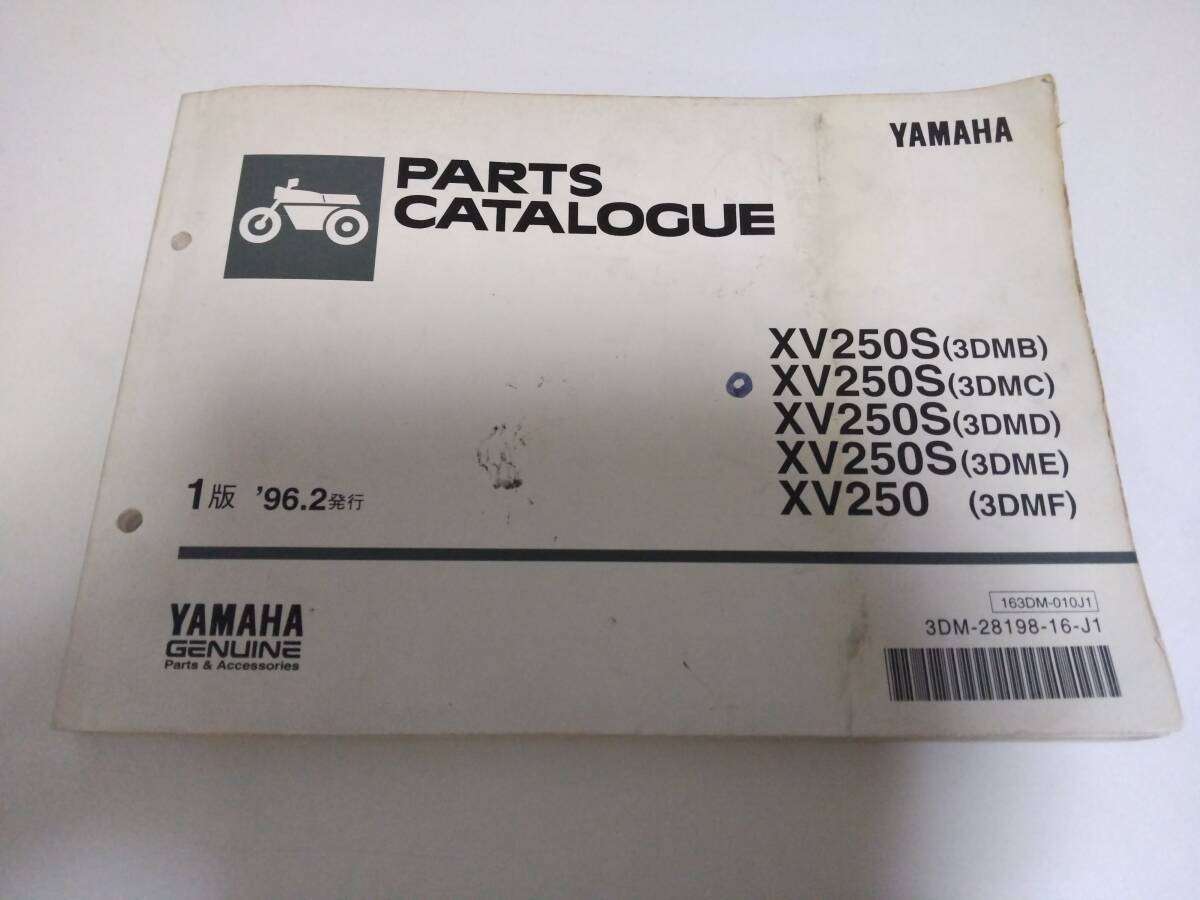 YAMAHA
PARTS
CATALOGUE
XV250S(3DMB)
XV250S(3DMC)
XV250S(3DMD)
XV250S(3DME)
XV250 (3DMF)
1版 '96.2発行
YAMAHA
GENUINE
Parts & Accessories
163DM-010J1
3DM-28198-16-J1